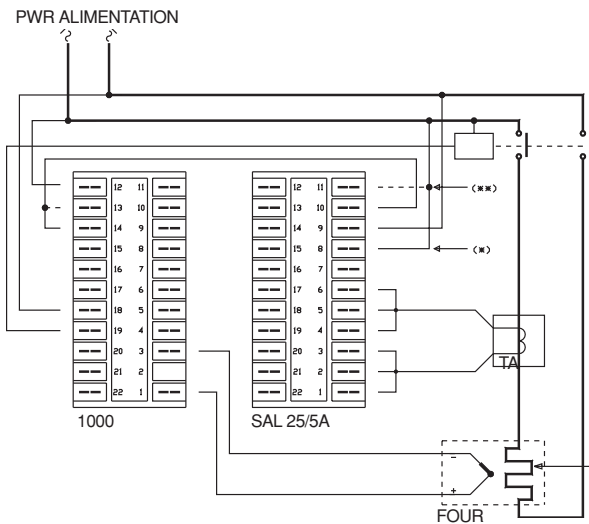 PWR ALIMENTATION
12 11 12 11 (**)
13 10 13 10
14 9 14 9
15 8 15 8 (*)
16 7 16 7
17 6 17 6
18 5 18 5
19 4 19 4
20 3 20 3
21 2 21 2
22 1 22 1
TA
1000
SAL 25/5A
−
+
FOUR